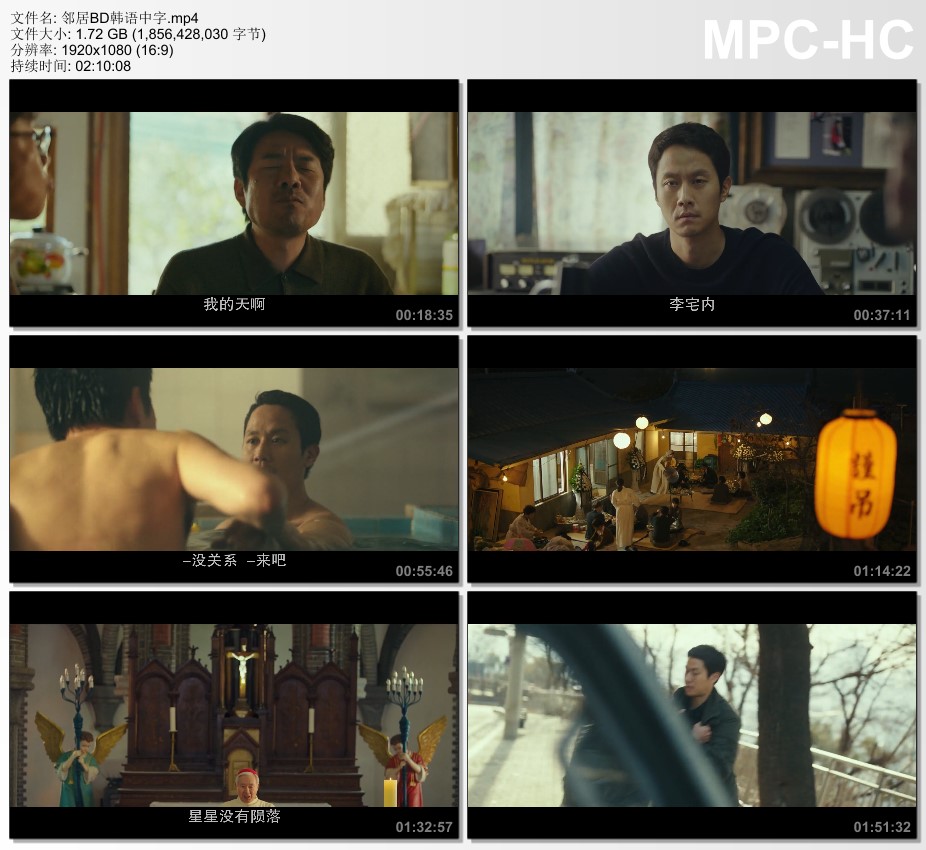 文件名: 邻居BD韩语中字.mp4
文件大小: 1.72 GB (1,856,428,030 字节)
分辨率: 1920x1080 (16:9)
持续时间: 02:10:08
MPC-HC
我的天啊
00:18:35
李宅内
00:37:11
–没关系 –来吧
00:55:46
謹弔
01:14:22
星星没有陨落
01:32:57
01:51:32